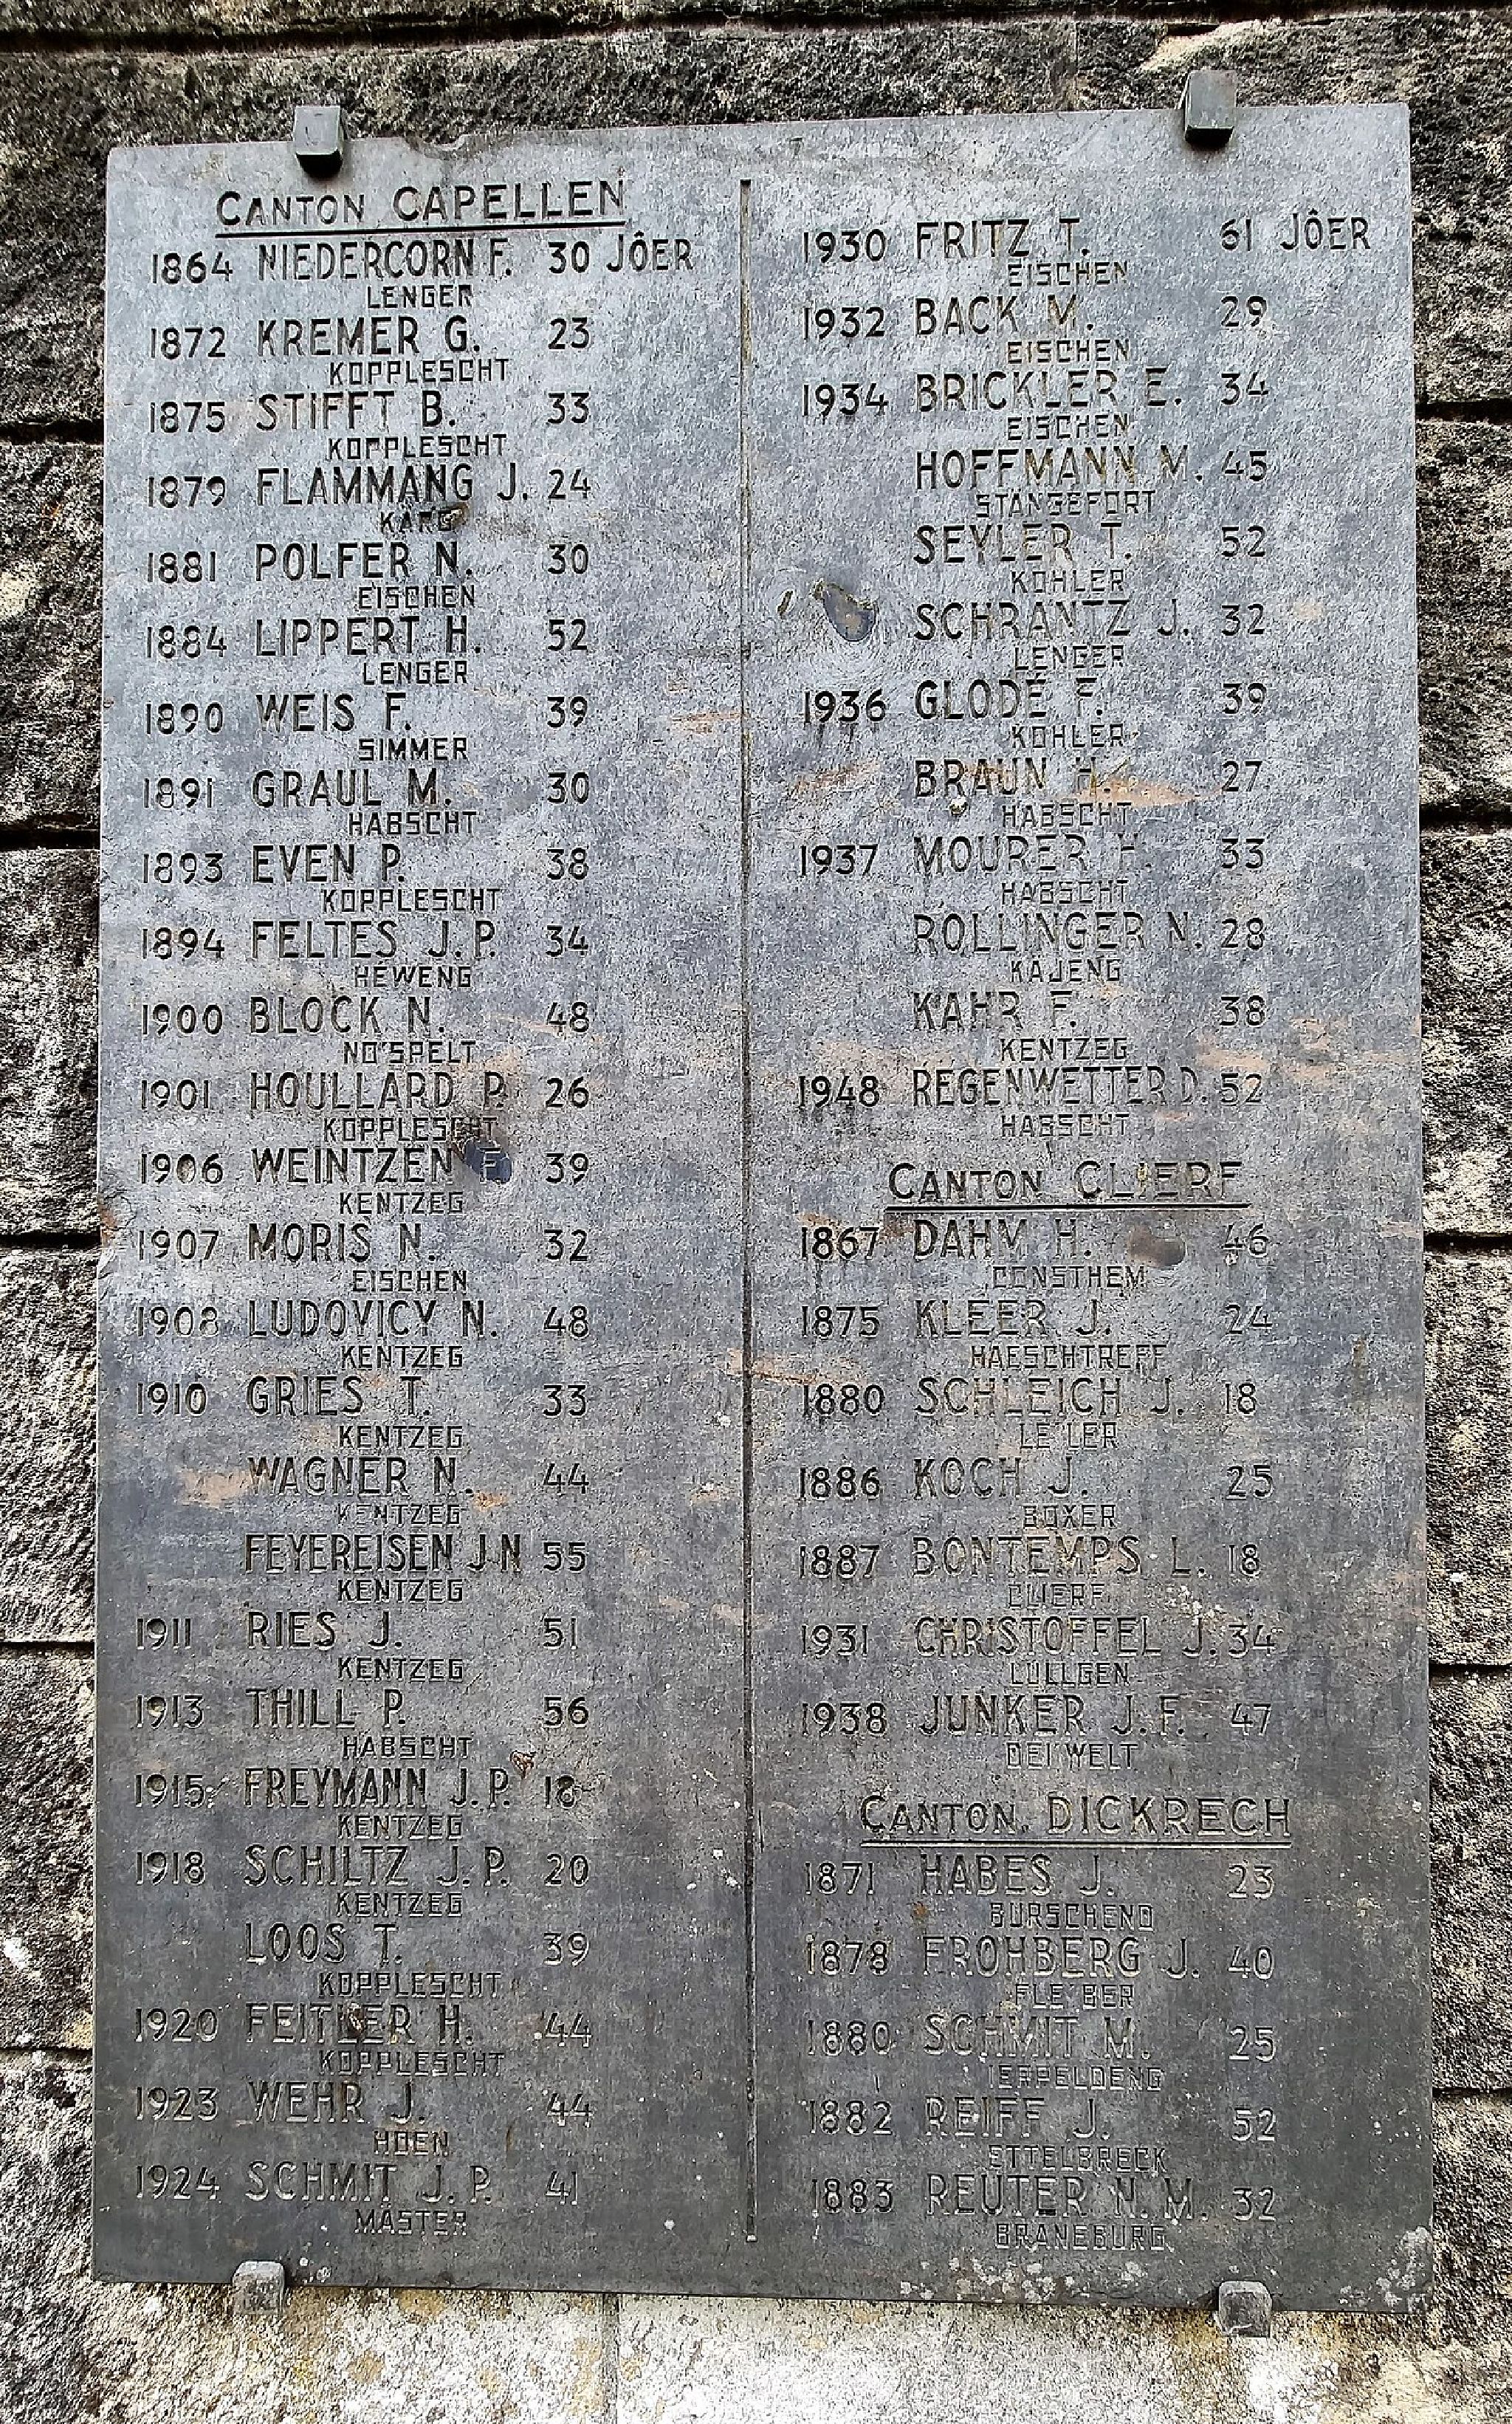 CANTON CAPELLEN
1864 NIEDERCORN F. 30 JÔER
LENGER
1872 KREMER G. 23
KOPPLESCHT
1875 STIFFT B. 33
KOPPLESCHT
1879 FLAMMANG J. 24
KÄRG
1881 POLFER N. 30
EISCHEN
1884 LIPPERT H. 52
LENGER
1890 WEIS F. 39
SIMMER
1891 GRAUL M. 30
HABSCHT
1893 EVEN P. 38
KOPPLESCHT
1894 FELTES J.P. 34
HÉWENG
1900 BLOCK N. 48
NO'SPELT
1901 HOULLARD P. 26
KOPPLESCHT
1906 WEINTZEN 39
KENTZEG
1907 MORIS N. 32
EISCHEN
1908 LUDOVICY N. 48
KENTZEG
1910 GRIES T. 33
KENTZEG
WAGNER N. 44
KENTZEG
FEYEREISEN J N 55
KENTZEG
1911 RIES J. 51
KENTZEG
1913 THILL P. 56
HABSCHT
1915 FREYMANN J.P. 18
KENTZEG
1918 SCHILTZ J.P. 20
KENTZEG
LOOS T. 39
KOPPLESCHT
1920 FEITLER H. 44
KOPPLESCHT
1923 WEHR J. 44
HOEN
1924 SCHMIT J.P. 41
MASTER
1930 FRITZ T. 61 JÔER
EISCHEN
1932 BACK M. 29
EISCHEN
1934 BRICKLER E. 34
EISCHEN
HOFFMANN M. 45
STÄNGEFORT
SEYLER T. 52
KOHLER
SCHRANTZ J. 32
LENGER
1936 GLODÉ F. 39
KOHLER
BRAUN H. 27
HABSCHT
1937 MOURER H. 33
HABSCHT
ROLLINGER N. 28
KÄJENG
KAHR F. 38
KENTZEG
1948 REGENWETTER D. 52
HABSCHT
CANTON CLIERF
1867 DAHM H. 46
CONSTHEM
1875 KLEER J. 24
HAESCHTREFF
1880 SCHLEICH J. 18
LE'LER
1886 KOCH J. 25
BOXER
1887 BONTEMPS L. 18
CLIERF
1931 CHRISTOFFEL J. 34
LULLGEN
1938 JUNKER J.F. 47
DEI'WELT
CANTON DICKRECH
1871 HABES J. 23
BURSCHEND
1878 FROHBERG J. 40
FLE'BER
1880 SCHMIT M. 25
IERPELDENG
1882 REIFF J. 52
ETTELBRECK
1883 REUTER N.M. 32
BRANEBURG